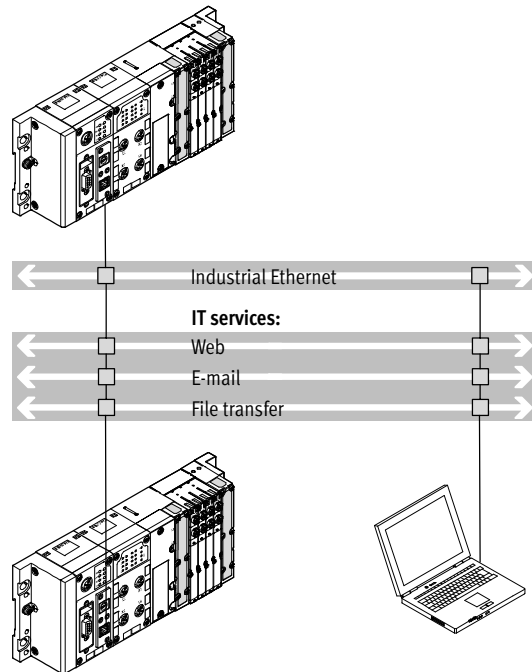 Industrial Ethernet
IT services:
Web
E-mail
File transfer